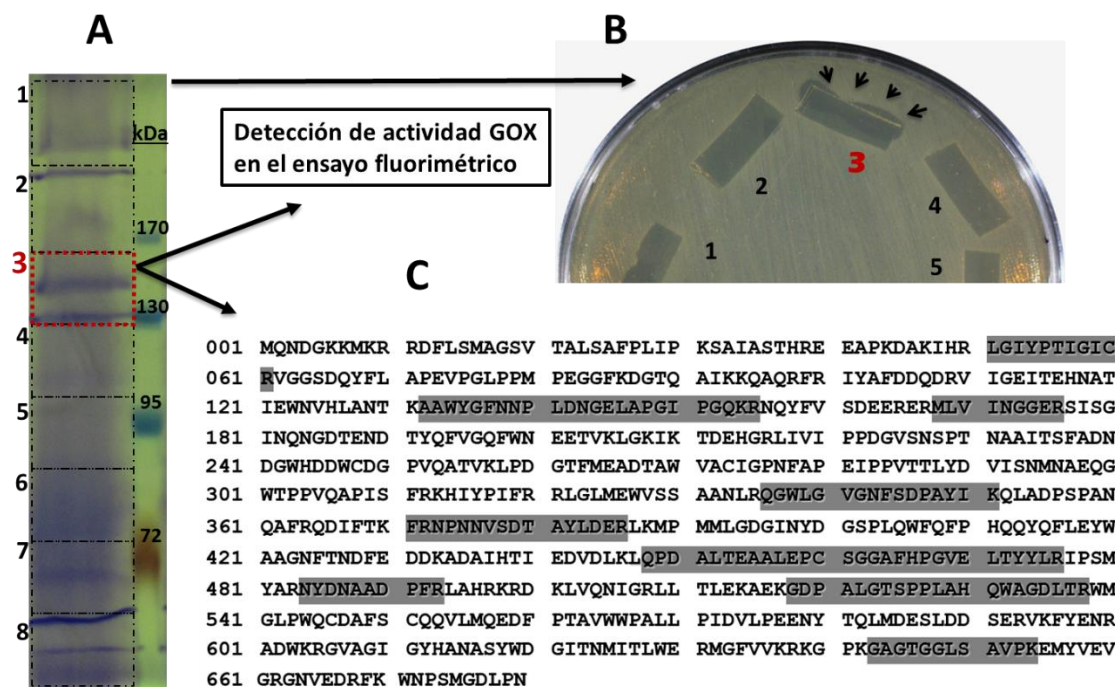 A
B
1
kDa
Detección de actividad GOX
en el ensayo fluorimétrico
2
3
2
170
4
1
5
3
C
130
4
95
5
6
72
7
8
001 MQNDGKKMKR RDFLSMAGSV TALSAFPLIP KSAIASTHRE EAPKDAKIHR LGIYPTIGIC
061 RVGGSDQYFL APEVPGLPPM PEGGFKDGTQ AIKKQAQRFR IYAFDDQDRV IGEITEHNAT
121 IEWNVHLANT KAAWYGFNNP LDNGELAPGI PGQKRNQYFV SDEERERMLV INGGERSISG
181 INQNGDTEND TYQFVGQFWN EETVKLGKIK TDEHGRLIVI PPDGVSNSPT NAAITSFADN
241 DGWHDDWCDG PVQATVKLPD GTFMEADTAW VACIGPNFAP EIPPVTTLYD VISNMNAEQG
301 WTPPVQAPIS FRKHIYPIFR RLGLMEWVSS AANLRQGWLG VGNFSDPAYI KQLADPSPAN
361 QAFRQDIFTK FRNPNNVSDT AYLDERLKMP MMLGDGINYD GSPLQWFQFP HQQYQFLEYW
421 AAGNFTNDFE DDKADAIHTI EDVDLKLQPD ALTEAALEPC SGGAFHPGVE LTYYLRIPSM
481 YARNYDNAAD PFRLAHRKRD KLVQNIGRLL TLEKAEKGDP ALGTSPPLAH QWAGDLTRWM
541 GLPWQCDAFS CQQVLMQEDF PTAVWWPALL PIDVLPEENY TQLMDESLDD SERVKFYENR
601 ADWKRGVAGI GYHANASYWD GITNMITLWE RMGFVVKRKG PKGAGTGGLS AVPKEMYVEV
661 GRGNVEDRFK WNPSMGDLPN